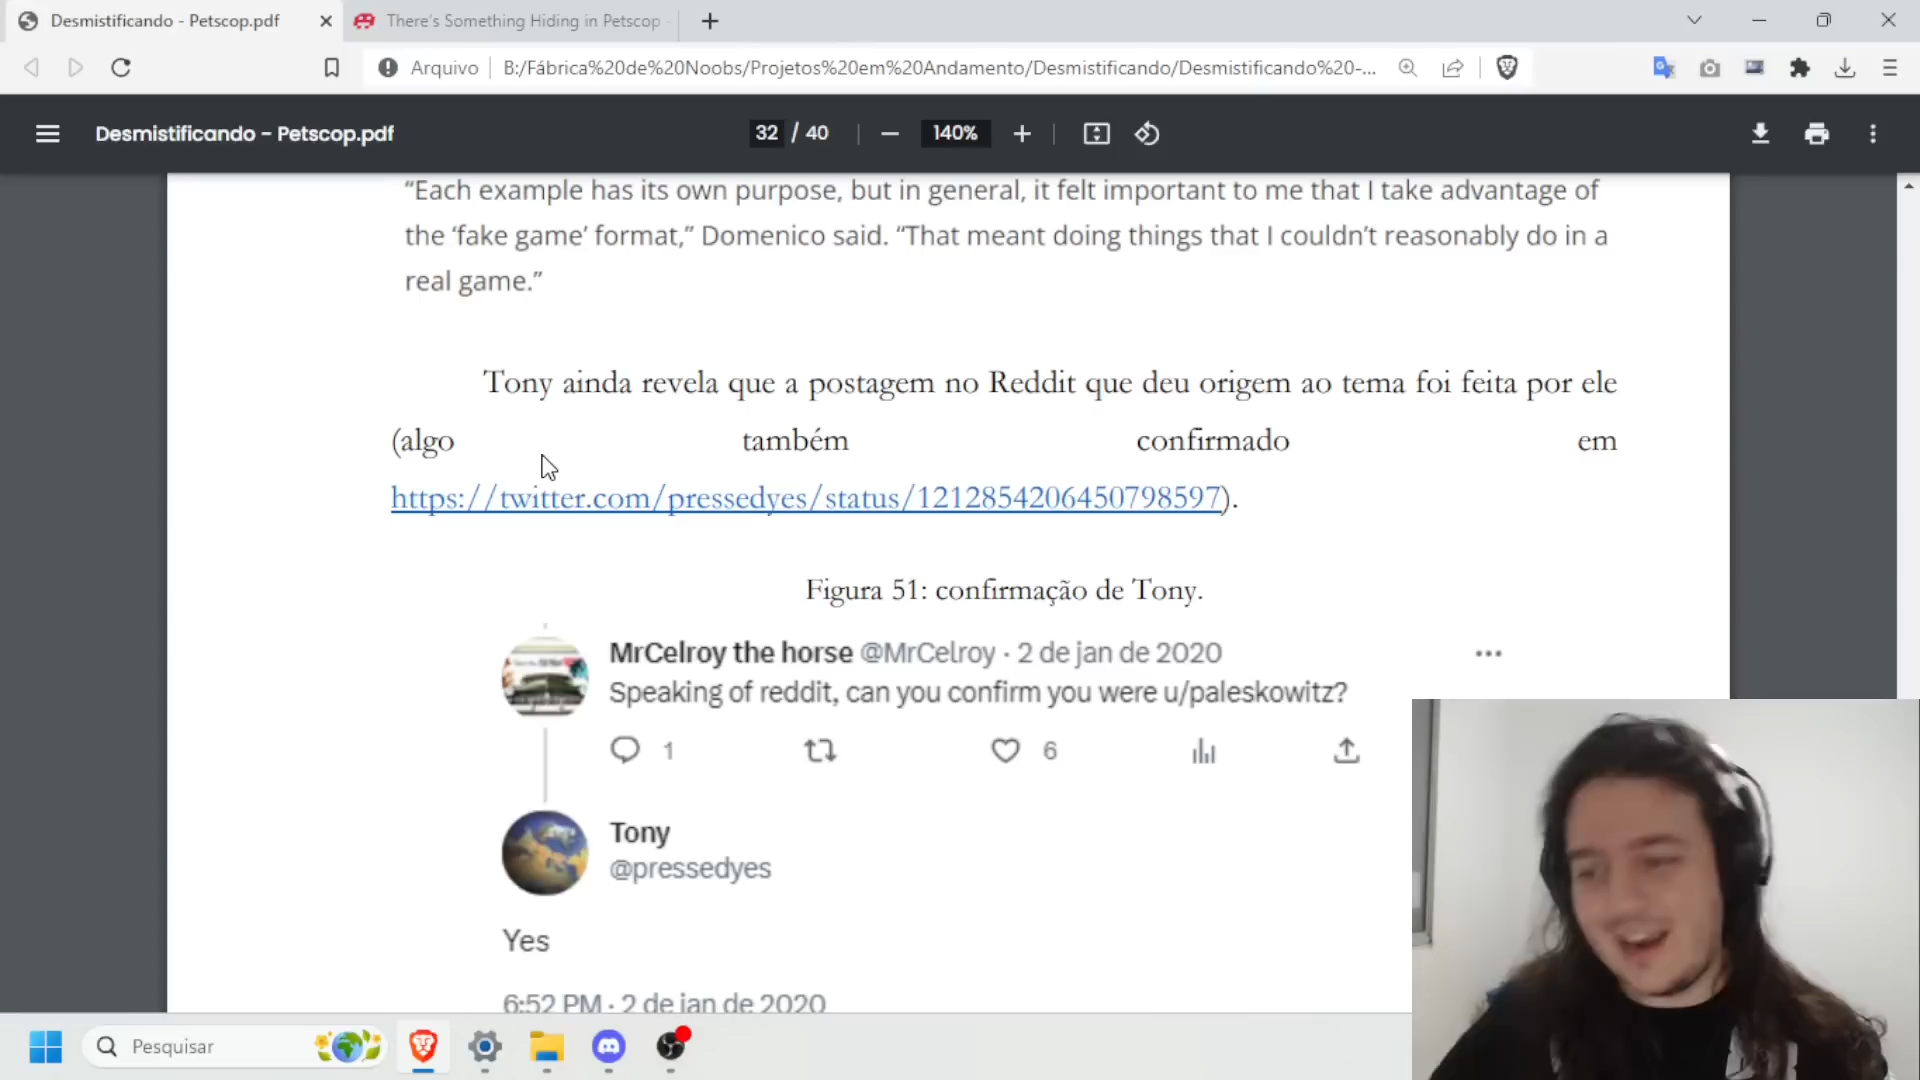 Desmistificando - Petscop.pdf
There's Something Hiding in Petscop
Arquivo
B:/Fábrica%20de%20Noobs/Projetos%20em%20Andamento/Desmistificando/Desmistificando%20-...
Desmistificando - Petscop.pdf
32 / 40
140%
“Each example has its own purpose, but in general, it felt important to me that I take advantage of
the ‘fake game’ format,” Domenico said. “That meant doing things that I couldn’t reasonably do in a
real game.”
Tony ainda revela que a postagem no Reddit que deu origem ao tema foi feita por ele
(algo também confirmado em
https://twitter.com/pressedyes/status/1212854206450798597).
Figura 51: confirmação de Tony.
MrCelroy the horse @MrCelroy · 2 de jan de 2020
Speaking of reddit, can you confirm you were u/paleskowitz?
1
6
Tony
@pressedyes
Yes
6:52 PM · 2 de jan de 2020
Pesquisar